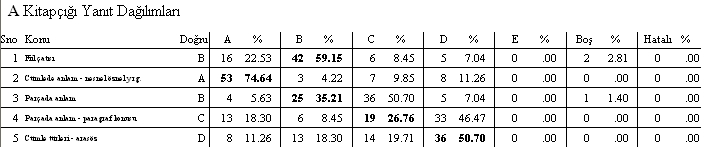 A Kitapçığı Yanıt Dağılımları
Sno Konu Doğru A % B % C % D % E % Boş % Hatalı %
1 Fiilçatısı B 16 22.53 42 59.15 6 8.45 5 7.04 0 .00 2 2.81 0 .00
2 Cümlede anlam - nesnel öznel yrg. A 53 74.64 3 4.22 7 9.85 8 11.26 0 .00 0 .00 0 .00
3 Parçada anlam B 4 5.63 25 35.21 36 50.70 5 7.04 0 .00 1 1.40 0 .00
4 Parçada anlam - paragraf konusu C 13 18.30 6 8.45 19 26.76 33 46.47 0 .00 0 .00 0 .00
5 Cümle türleri - arasöz D 8 11.26 13 18.30 14 19.71 36 50.70 0 .00 0 .00 0 .00